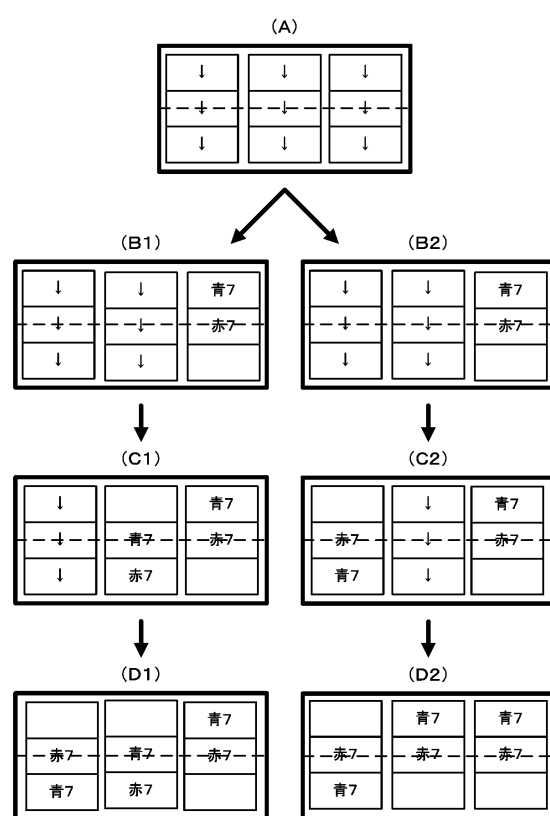 (A)
↓ ↓ ↓
↓ ↓ ↓
↓ ↓ ↓
(B1)
↓ ↓ 青7
↓ ↓ 赤7
↓ ↓
(B2)
↓ ↓ 青7
↓ ↓ 赤7
↓ ↓
(C1)
↓ 青7
↓ 青7 赤7
↓ 赤7
(C2)
↓ 青7
赤7 ↓ 赤7
青7 ↓
(D1)
青7
赤7 青7 赤7
青7 赤7
(D2)
青7 青7
赤7 赤7 赤7
青7